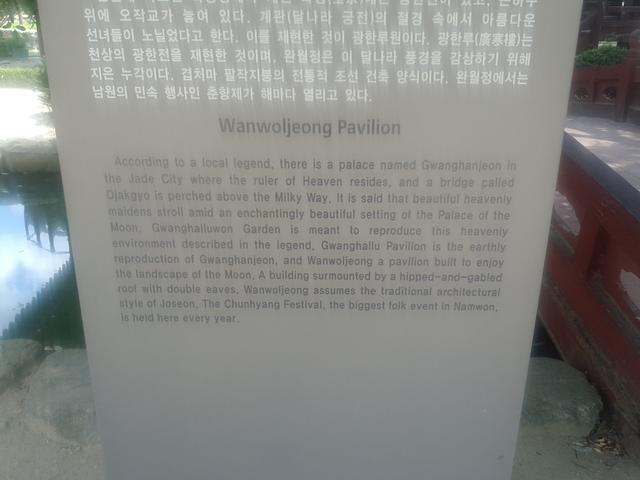 위에 오작교가 놓여 있다. 계관(달나라 궁전)의 절경 속에서 아름다운
선녀들이 노닐었다고 한다. 이를 재현한 것이 광한루원이다. 광한루(廣寒樓)는
천상의 광한전을 재현한 것이며, 완월정은 이 달나라 풍경을 감상하기 위해
지은 누각이다. 겹처마 팔작지붕의 전통적 조선 건축 양식이다. 완월정에서는
남원의 민속 행사인 춘향제가 해마다 열리고 있다.
Wanwoljeong Pavilion
According to a local legend, there is a palace named Gwanghanjeon in
the Jade City where the ruler of Heaven resides, and a bridge called
Ojakgyo is perched above the Milky Way. It is said that beautiful heavenly
maidens stroll amid an enchantingly beautiful setting of the Palace of the
Moon. Gwanghalluwon Garden is meant to reproduce this heavenly
environment described in the legend. Gwanghallu Pavilion is the earthly
reproduction of Gwanghanjeon, and Wanwoljeong a pavilion built to enjoy
the landscape of the Moon. A building surmounted by a hipped-and-gabled
roof with double eaves, Wanwoljeong assumes the traditional architectural
style of Joseon. The Chunhyang Festival, the biggest folk event in Namwon,
is held here every year.